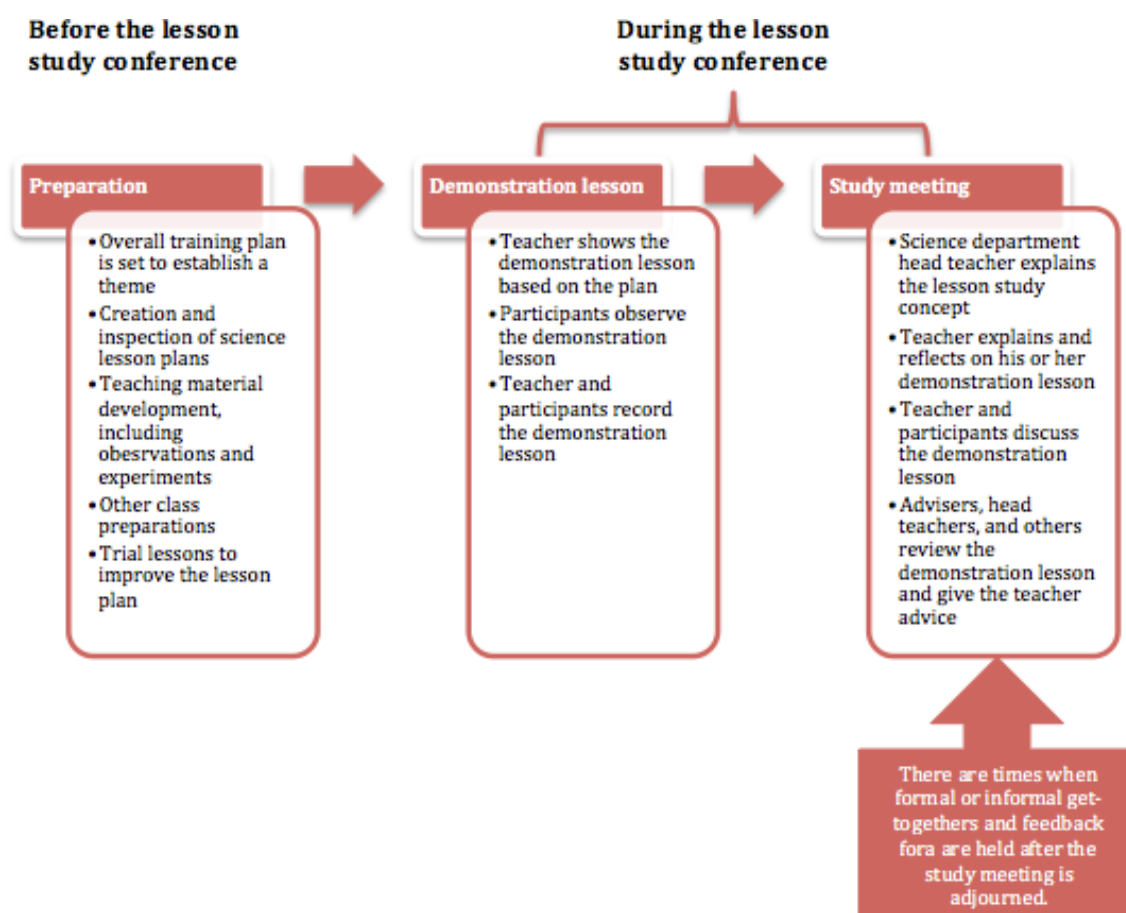 Before the lesson
study conference
During the lesson
study conference
Preparation
•Overall training plan
is set to establish a
theme
•Creation and
inspection of science
lesson plans
•Teaching material
development,
including
obesrvations and
experiments
•Other class
preparations
•Trial lessons to
improve the lesson
plan
Demonstration lesson
•Teacher shows the
demonstration lesson
based on the plan
•Participants observe
the demonstration
lesson
•Teacher and
participants record
the demonstration
lesson
Study meeting
•Science department
head teacher explains
the lesson study
concept
•Teacher explains and
reflects on his or her
demonstration lesson
•Teacher and
participants discuss
the demonstration
lesson
•Advisers, head
teachers, and others
review the
demonstration lesson
and give the teacher
advice
There are times when
formal or informal get-
togethers and feedback
fora are held after the
study meeting is
adjourned.